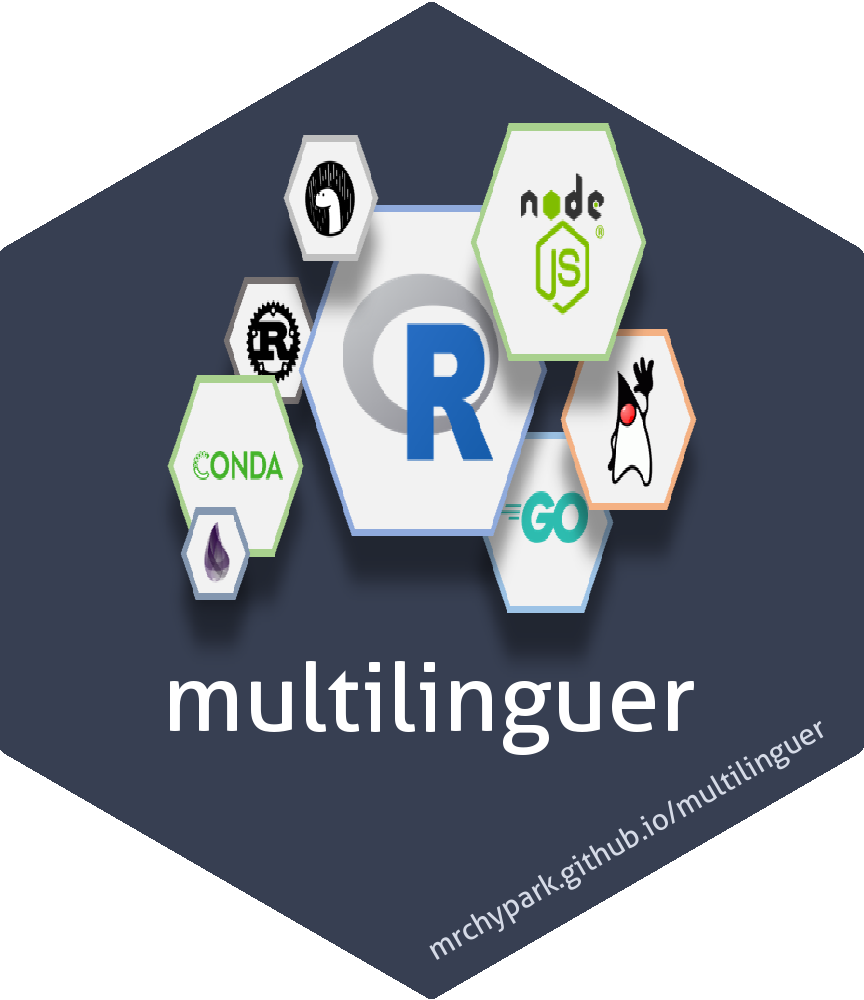 node
®
JS
R
R
CONDA
GO
multilinguer
mrchypark.github.io/multilinguer